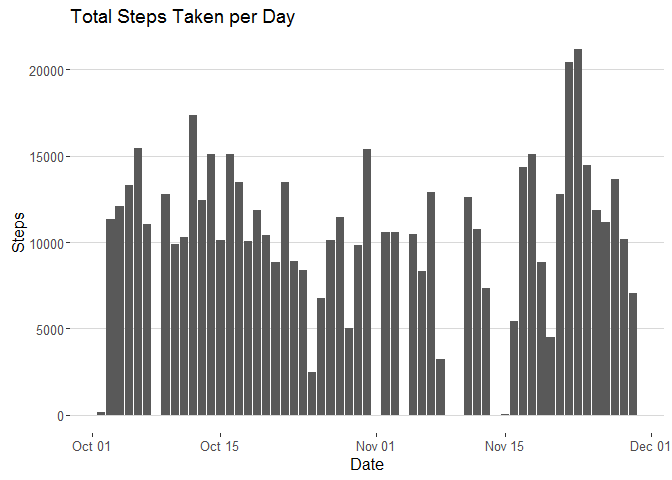 Total Steps Taken per Day
20000
15000
10000
5000
0
Steps
Oct 01 Oct 15 Nov 01 Nov 15 Dec 01
Date